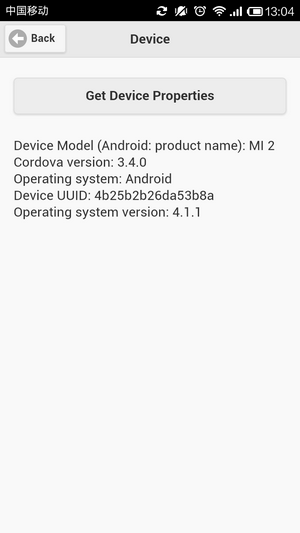 中国移动 13:04
Back Device
Get Device Properties
Device Model (Android: product name): MI 2
Cordova version: 3.4.0
Operating system: Android
Device UUID: 4b25b2b26da53b8a
Operating system version: 4.1.1